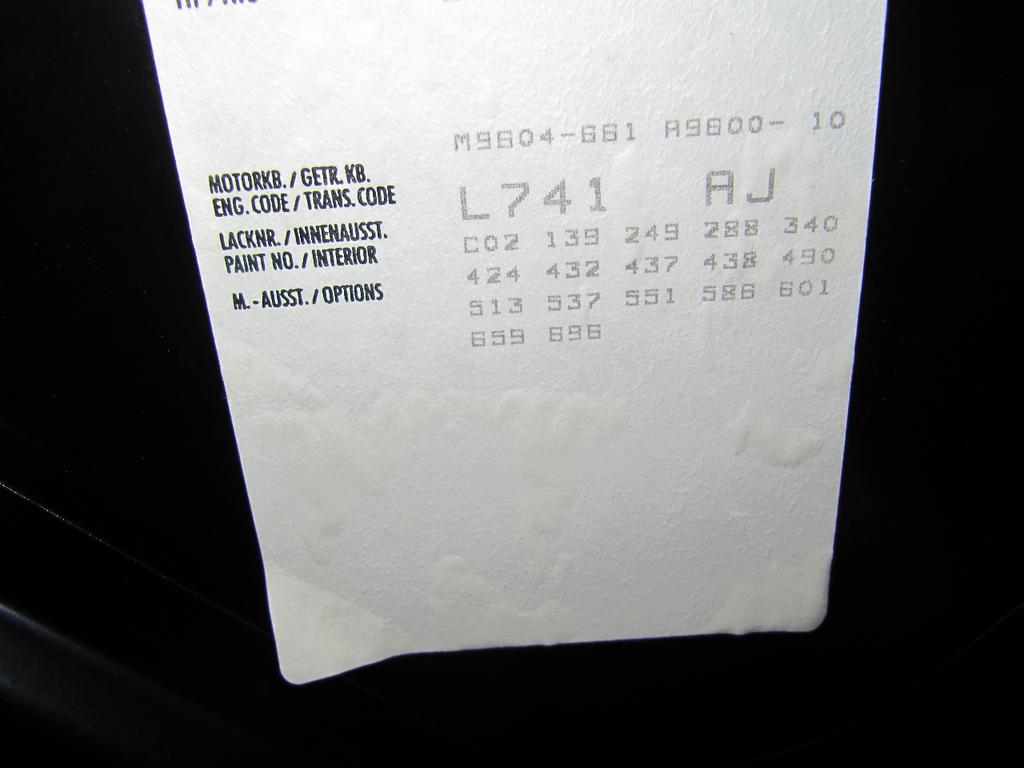 M9604-661 A9600- 10
MOTORKB. / GETR. KB.
ENG. CODE / TRANS. CODE
L741 AJ
LACKNR. / INNENAUSST.
PAINT NO. / INTERIOR
C02 139 249 288 340
424 432 437 438 490
M.-AUSST. / OPTIONS
513 537 551 586 601
659 696